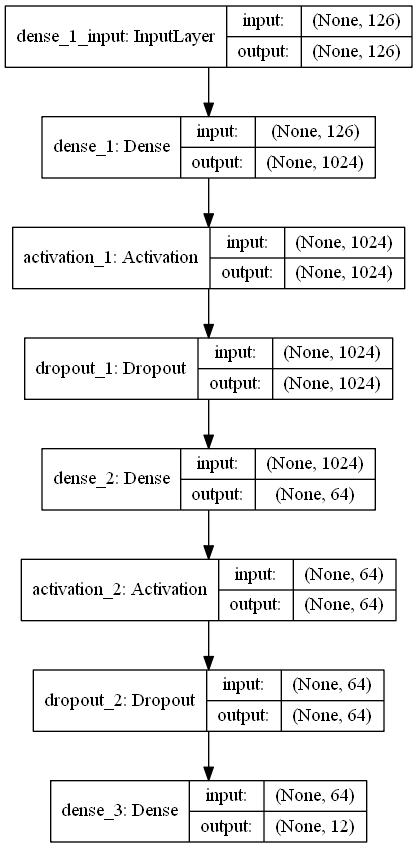 dense_1_input: InputLayer
input: (None, 126)
output: (None, 126)
dense_1: Dense
input: (None, 126)
output: (None, 1024)
activation_1: Activation
input: (None, 1024)
output: (None, 1024)
dropout_1: Dropout
input: (None, 1024)
output: (None, 1024)
dense_2: Dense
input: (None, 1024)
output: (None, 64)
activation_2: Activation
input: (None, 64)
output: (None, 64)
dropout_2: Dropout
input: (None, 64)
output: (None, 64)
dense_3: Dense
input: (None, 64)
output: (None, 12)